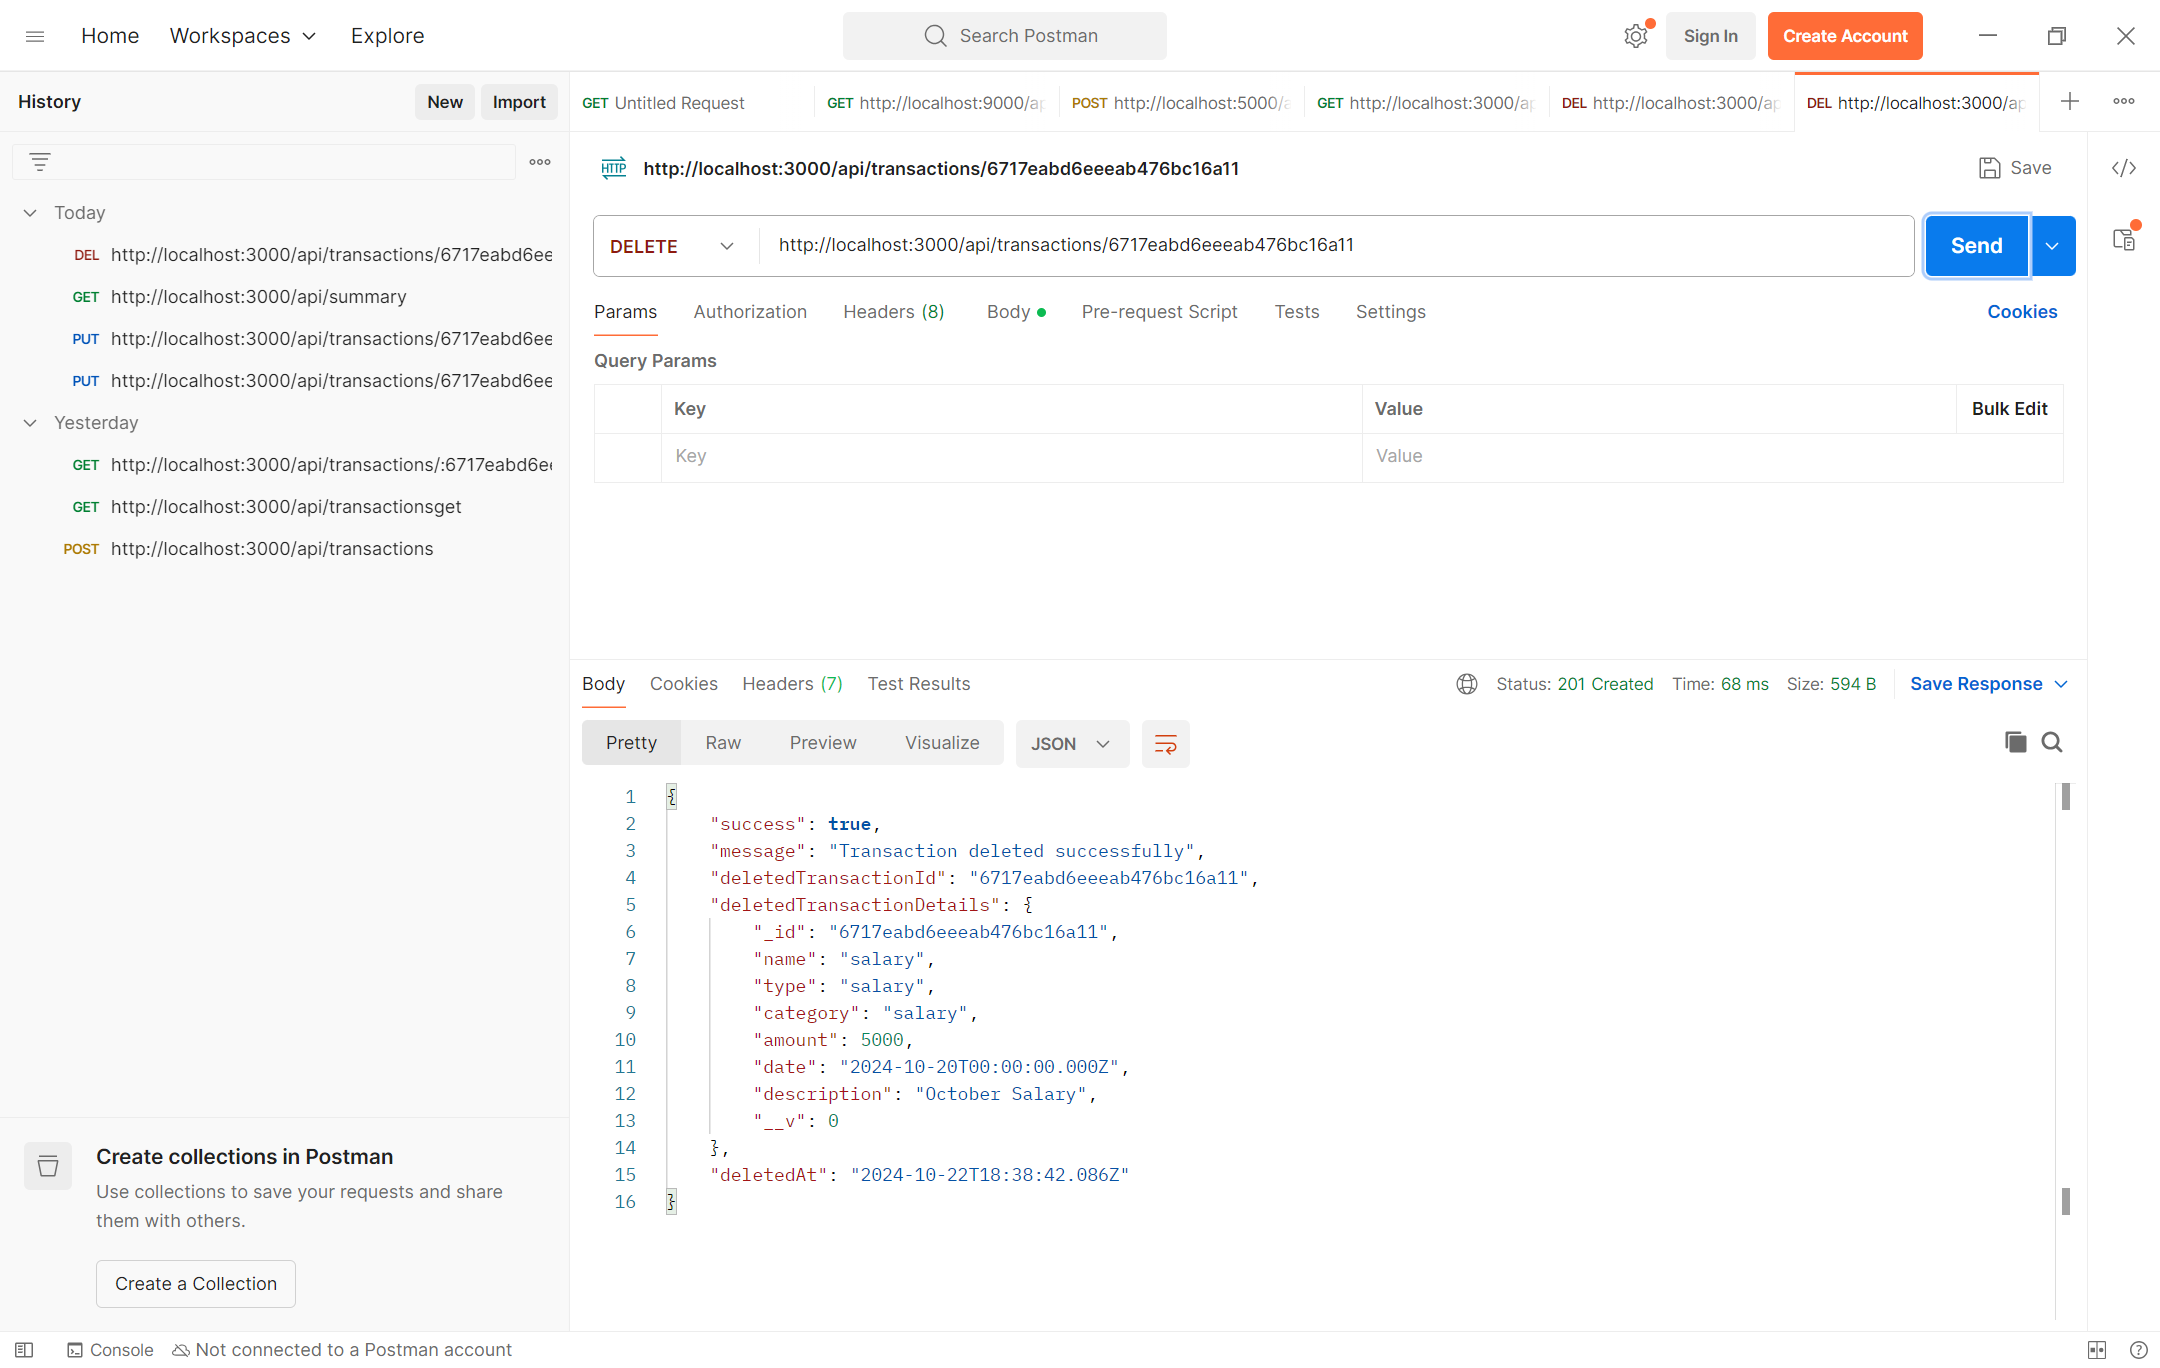 Home
Workspaces
Explore
Search Postman
Sign In
Create Account
History
New
Import
GET Untitled Request
GET http://localhost:9000/ap
POST http://localhost:5000/a
GET http://localhost:3000/ap
DEL http://localhost:3000/ap
DEL http://localhost:3000/ap
Today
DEL http://localhost:3000/api/transactions/6717eabd6ee
GET http://localhost:3000/api/summary
PUT http://localhost:3000/api/transactions/6717eabd6ee
PUT http://localhost:3000/api/transactions/6717eabd6ee
Yesterday
GET http://localhost:3000/api/transactions/:6717eabd6ee
GET http://localhost:3000/api/transactionsget
POST http://localhost:3000/api/transactions
Create collections in Postman
Use collections to save your requests and share
them with others.
Create a Collection
HTTP http://localhost:3000/api/transactions/6717eabd6eeeab476bc16a11
Save
DELETE
http://localhost:3000/api/transactions/6717eabd6eeeab476bc16a11
Send
Params
Authorization
Headers (8)
Body
Pre-request Script
Tests
Settings
Cookies
Query Params
Key
Value
Bulk Edit
Key
Value
Body
Cookies
Headers (7)
Test Results
Status: 201 Created
Time: 68 ms
Size: 594 B
Save Response
Pretty
Raw
Preview
Visualize
JSON
1 {
2 "success": true,
3 "message": "Transaction deleted successfully",
4 "deletedTransactionId": "6717eabd6eeeab476bc16a11",
5 "deletedTransactionDetails": {
6 "_id": "6717eabd6eeeab476bc16a11",
7 "name": "salary",
8 "type": "salary",
9 "category": "salary",
10 "amount": 5000,
11 "date": "2024-10-20T00:00:00.000Z",
12 "description": "October Salary",
13 "__v": 0
14 },
15 "deletedAt": "2024-10-22T18:38:42.086Z"
16 }
Console
Not connected to a Postman account